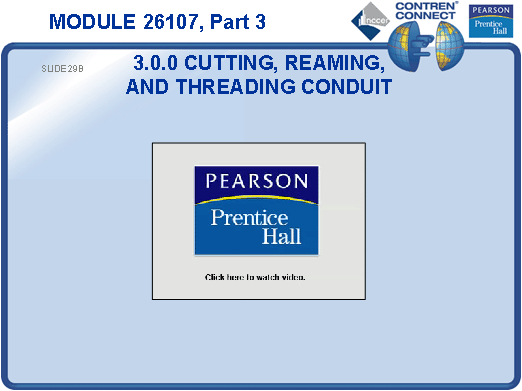 MODULE 26107, Part 3
nccer
CONTREN®
CONNECT
PEARSON
Prentice
Hall
SLIDE 29B
3.0.0 CUTTING, REAMING,
AND THREADING CONDUIT
PEARSON
Prentice
Hall
Click here to watch video.